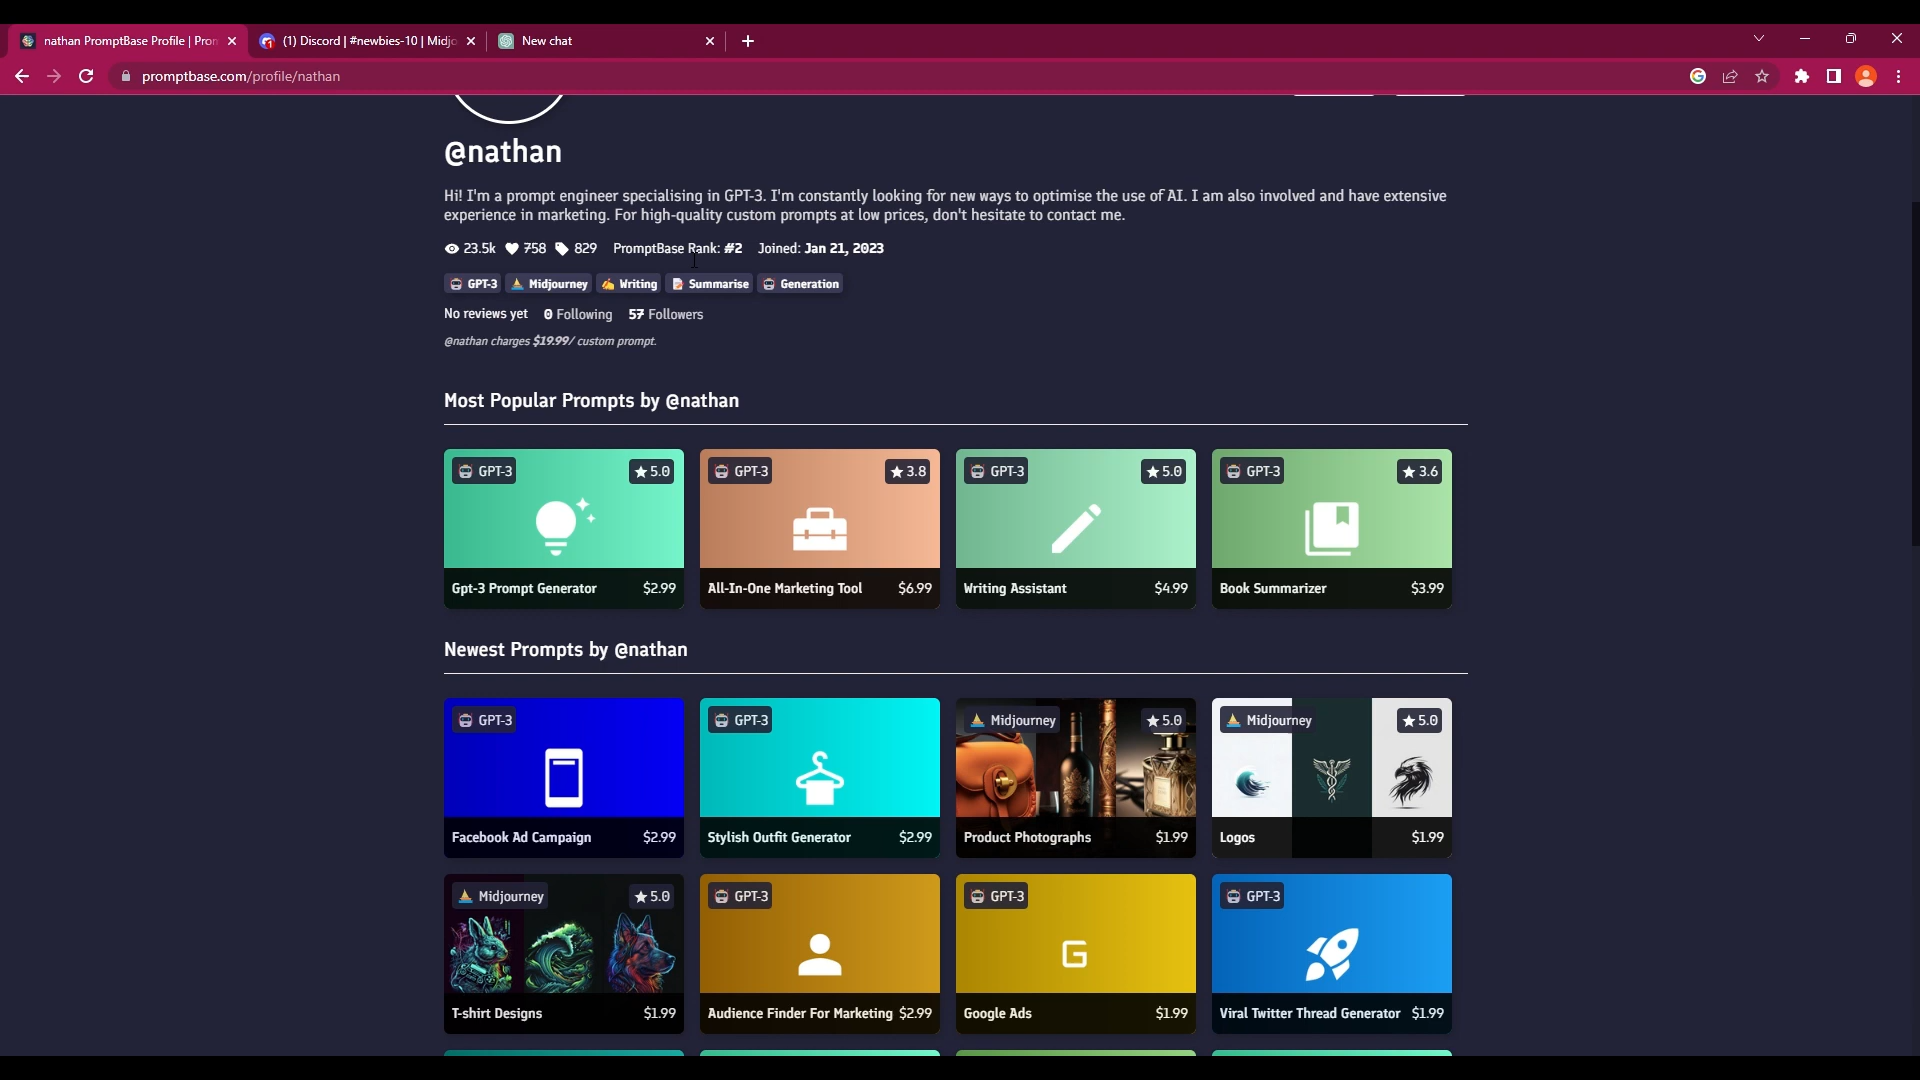 nathan PromptBase Profile | Pron
(1) Discord | #newbies-10 | Midjo
New chat
promptbase.com/profile/nathan
@nathan
Hi! I'm a prompt engineer specialising in GPT-3. I'm constantly looking for new ways to optimise the use of AI. I am also involved and have extensive
experience in marketing. For high-quality custom prompts at low prices, don't hesitate to contact me.
23.5k 758 829 PromptBase Rank: #2 Joined: Jan 21, 2023
GPT-3 Midjourney Writing Summarise Generation
No reviews yet 0 Following 57 Followers
@nathan charges $19.99/ custom prompt.
Most Popular Prompts by @nathan
GPT-3 5.0 GPT-3 3.8 GPT-3 5.0 GPT-3 3.6
Gpt-3 Prompt Generator $2.99 All-In-One Marketing Tool $6.99 Writing Assistant $4.99 Book Summarizer $3.99
Newest Prompts by @nathan
GPT-3 GPT-3 Midjourney 5.0 Midjourney 5.0
Facebook Ad Campaign $2.99 Stylish Outfit Generator $2.99 Product Photographs $1.99 Logos $1.99
Midjourney 5.0 GPT-3 GPT-3 GPT-3
G
T-shirt Designs $1.99 Audience Finder For Marketing $2.99 Google Ads $1.99 Viral Twitter Thread Generator $1.99